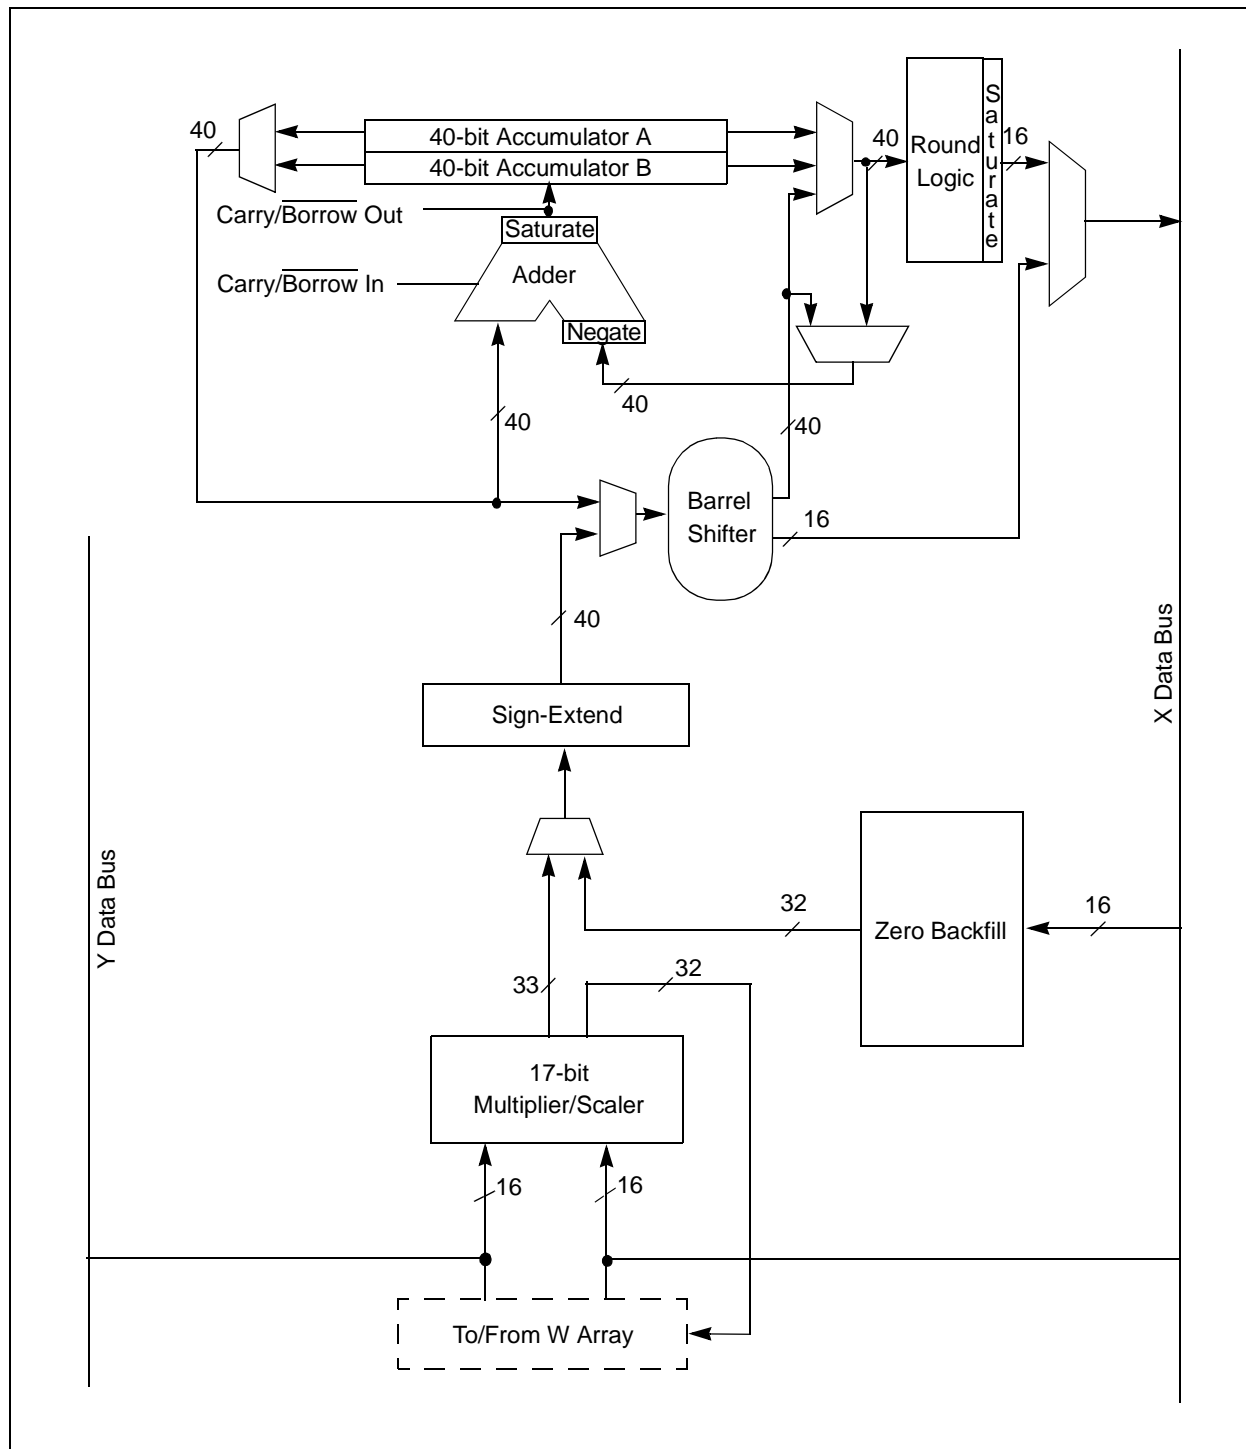 40
40-bit Accumulator A
40-bit Accumulator B
Carry/Borrow Out
Saturate
Carry/Borrow In
Adder
Negate
40
Round
Logic
Saturate
16
40
40
40
Barrel
Shifter
16
40
Sign-Extend
X Data Bus
Y Data Bus
32
Zero Backfill
16
33
32
17-bit
Multiplier/Scaler
16
16
To/From W Array